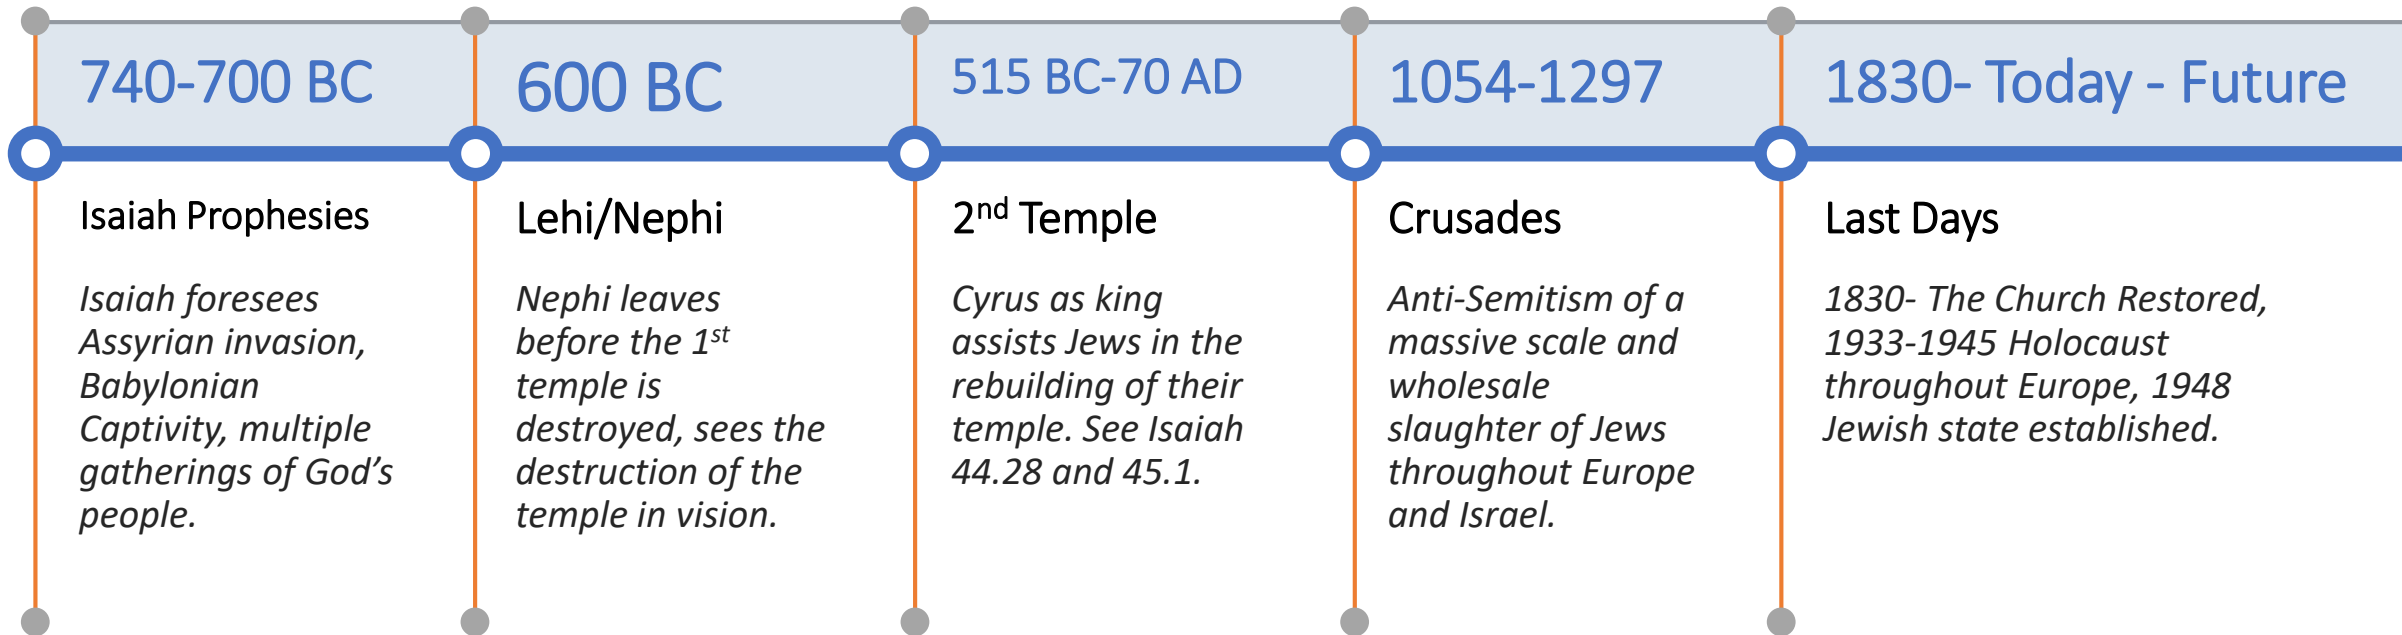 740-700 BC
Isaiah Prophesies
Isaiah foresees
Assyrian invasion,
Babylonian
Captivity, multiple
gatherings of God’s
people.
600 BC
Lehi/Nephi
Nephi leaves
before the 1st
temple is
destroyed, sees the
destruction of the
temple in vision.
515 BC-70 AD
2nd Temple
Cyrus as king
assists Jews in the
rebuilding of their
temple. See Isaiah
44.28 and 45.1.
1054-1297
Crusades
Anti-Semitism of a
massive scale and
wholesale
slaughter of Jews
throughout Europe
and Israel.
1830- Today - Future
Last Days
1830- The Church Restored,
1933-1945 Holocaust
throughout Europe, 1948
Jewish state established.